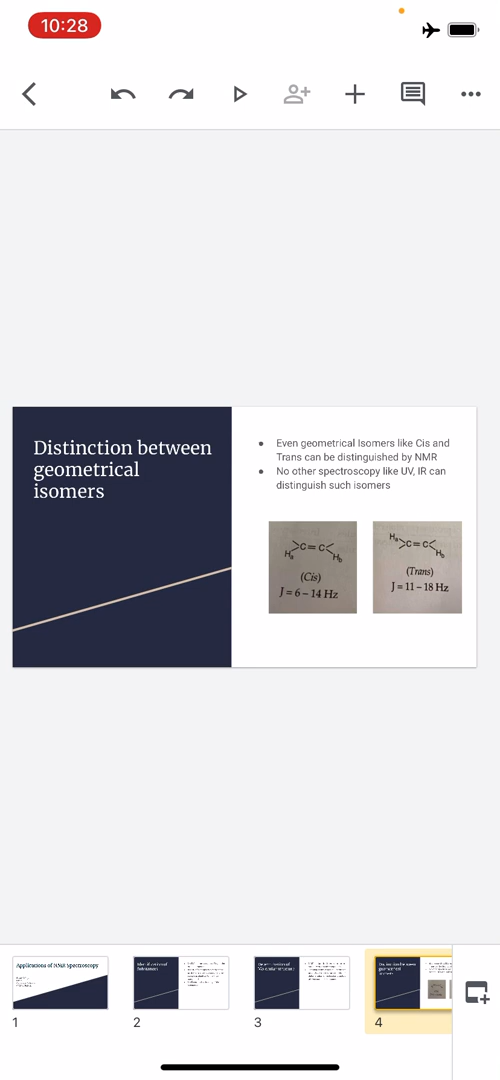 10:28
Distinction between
geometrical
isomers
● Even geometrical Isomers like Cis and
Trans can be distinguished by NMR
● No other spectroscopy like UV, IR can
distinguish such isomers
>C=C<
Ha Hb
(Cis)
J = 6 – 14 Hz
Ha
>C=C<
Hb
(Trans)
J = 11 – 18 Hz
Applications of NMR Spectroscopy
1
2
3
4